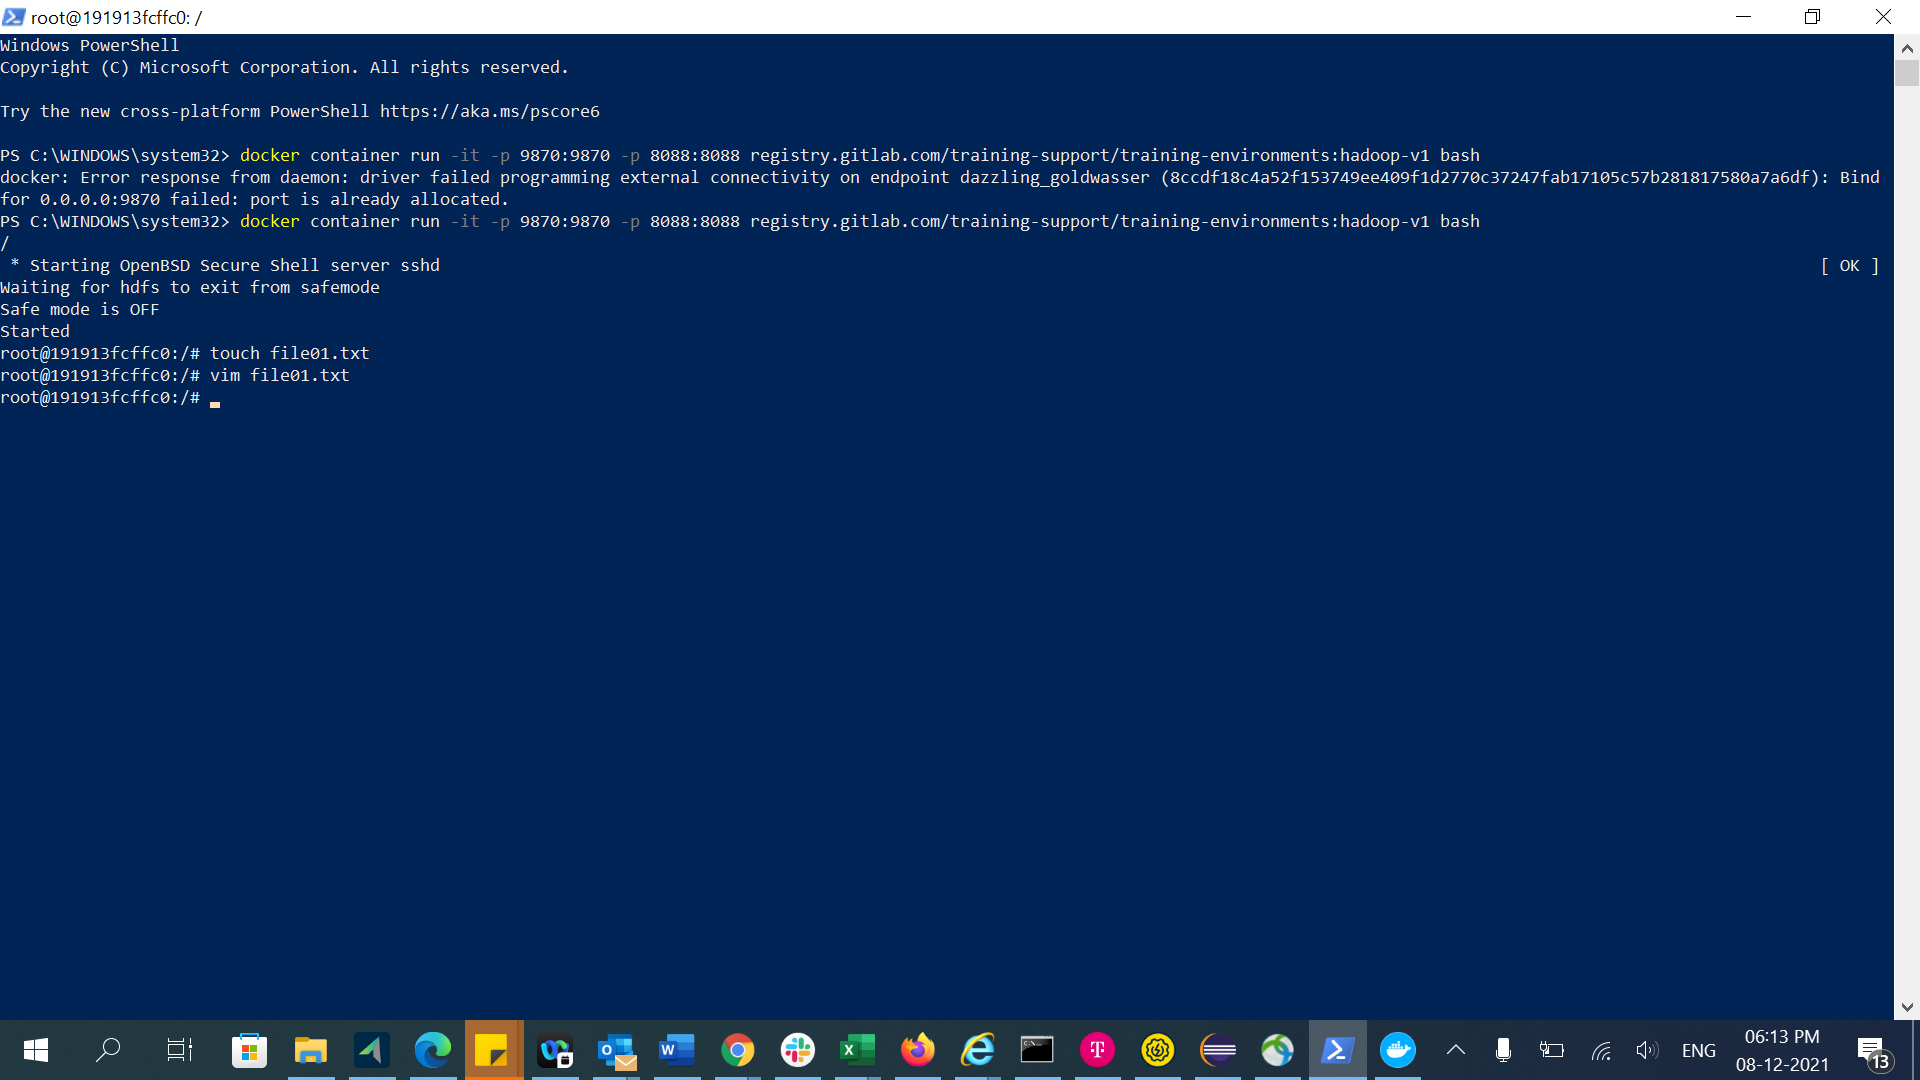 root@191913fcffc0: /
Windows PowerShell
Copyright (C) Microsoft Corporation. All rights reserved.
Try the new cross-platform PowerShell https://aka.ms/pscore6
PS C:\WINDOWS\system32> docker container run -it -p 9870:9870 -p 8088:8088 registry.gitlab.com/training-support/training-environments:hadoop-v1 bash
docker: Error response from daemon: driver failed programming external connectivity on endpoint dazzling_goldwasser (8ccdf18c4a52f153749ee409f1d2770c37247fab17105c57b281817580a7a6df): Bind
for 0.0.0.0:9870 failed: port is already allocated.
PS C:\WINDOWS\system32> docker container run -it -p 9870:9870 -p 8088:8088 registry.gitlab.com/training-support/training-environments:hadoop-v1 bash
/
 * Starting OpenBSD Secure Shell server sshd [ OK ]
Waiting for hdfs to exit from safemode
Safe mode is OFF
Started
root@191913fcffc0:/# touch file01.txt
root@191913fcffc0:/# vim file01.txt
root@191913fcffc0:/#
ENG
06:13 PM
08-12-2021
13